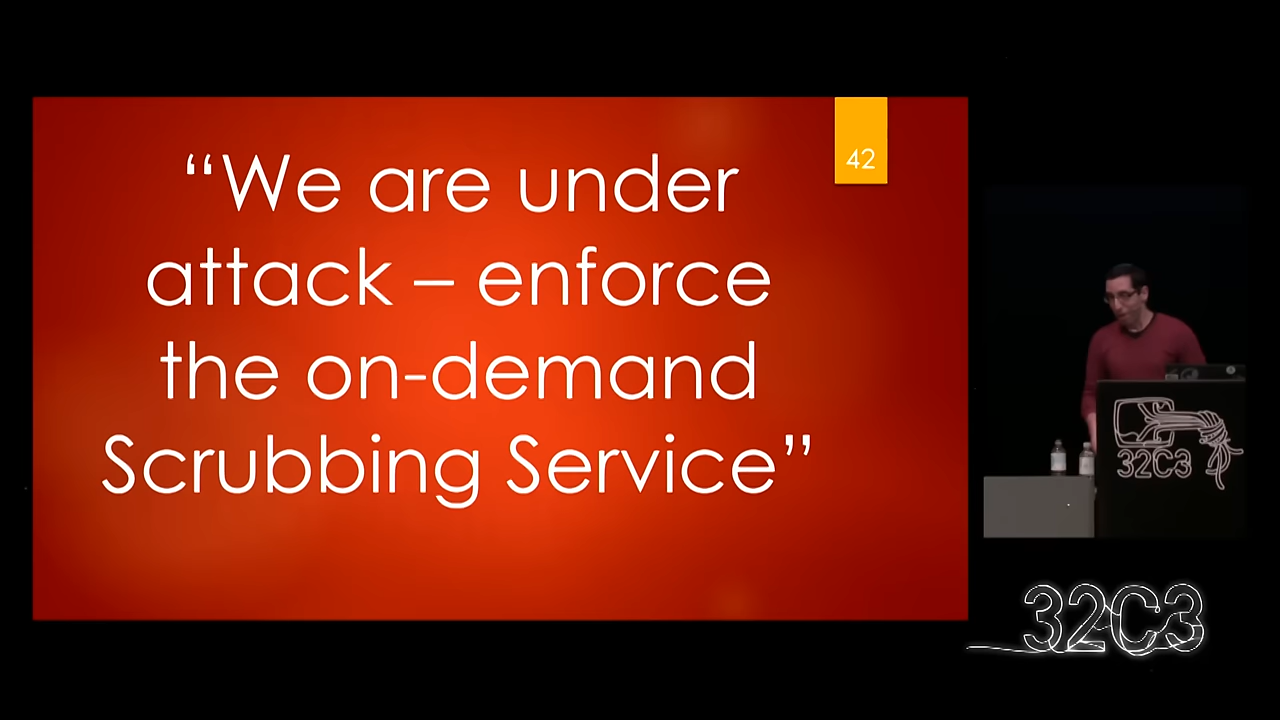 “We are under
attack – enforce
the on-demand
Scrubbing Service”
42
32C3
32C3